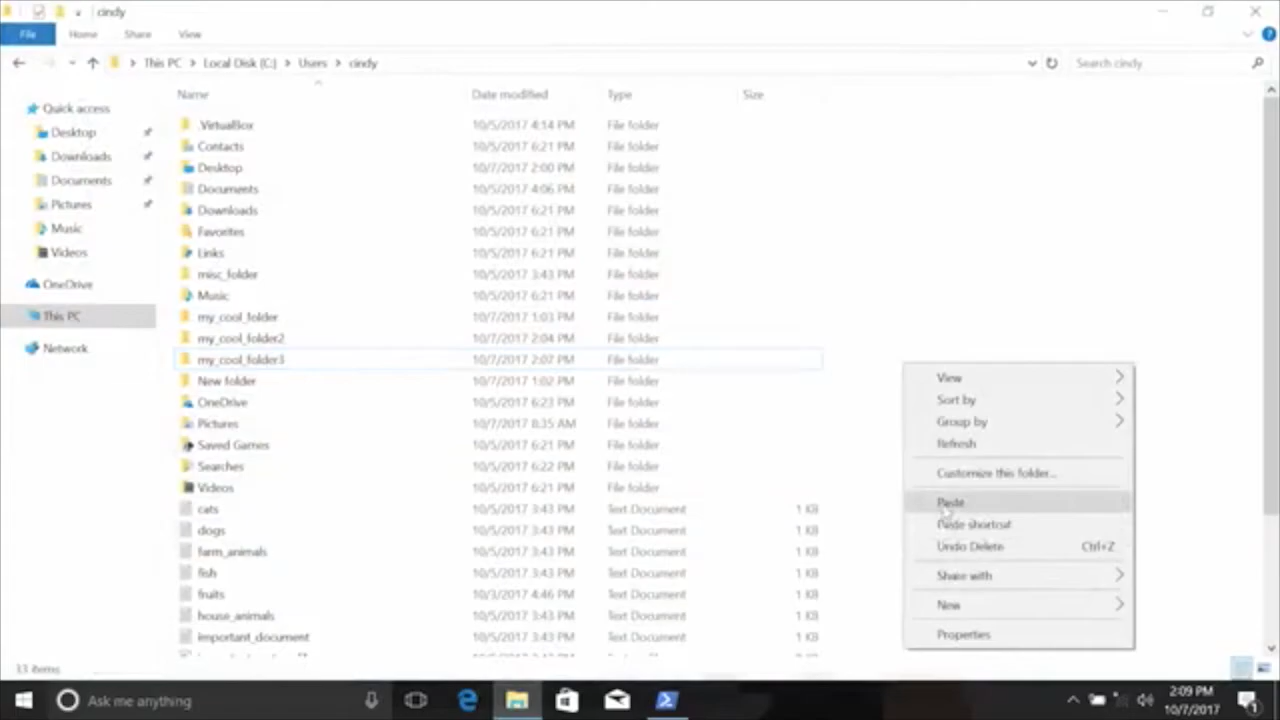 cindy
File Home Share View
This PC > Local Disk (C:) > Users > cindy
Search cindy
Name Date modified Type Size
Quick access
Desktop
Downloads
Documents
Pictures
Music
Videos
OneDrive
This PC
Network
.VirtualBox 10/5/2017 4:14 PM File folder
Contacts 10/5/2017 6:21 PM File folder
Desktop 10/7/2017 2:00 PM File folder
Documents 10/5/2017 4:06 PM File folder
Downloads 10/5/2017 6:21 PM File folder
Favorites 10/5/2017 6:21 PM File folder
Links 10/5/2017 6:21 PM File folder
misc_folder 10/5/2017 3:43 PM File folder
Music 10/5/2017 6:21 PM File folder
my_cool_folder 10/7/2017 1:03 PM File folder
my_cool_folder2 10/7/2017 2:04 PM File folder
my_cool_folder3 10/7/2017 2:07 PM File folder
New folder 10/7/2017 1:02 PM File folder
OneDrive 10/5/2017 6:23 PM File folder
Pictures 10/7/2017 8:35 AM File folder
Saved Games 10/5/2017 6:21 PM File folder
Searches 10/5/2017 6:22 PM File folder
Videos 10/5/2017 6:21 PM File folder
cats 10/5/2017 3:43 PM Text Document 1 KB
dogs 10/5/2017 3:43 PM Text Document 1 KB
farm_animals 10/5/2017 3:43 PM Text Document 1 KB
fish 10/5/2017 3:43 PM Text Document 1 KB
fruits 10/3/2017 4:46 PM Text Document 1 KB
house_animals 10/5/2017 3:43 PM Text Document 1 KB
important_document 10/5/2017 3:43 PM Text Document 1 KB
View
Sort by
Group by
Refresh
Customize this folder...
Paste
Paste shortcut
Undo Delete Ctrl+Z
Share with
New
Properties
33 items
Ask me anything
2:09 PM
10/7/2017
1